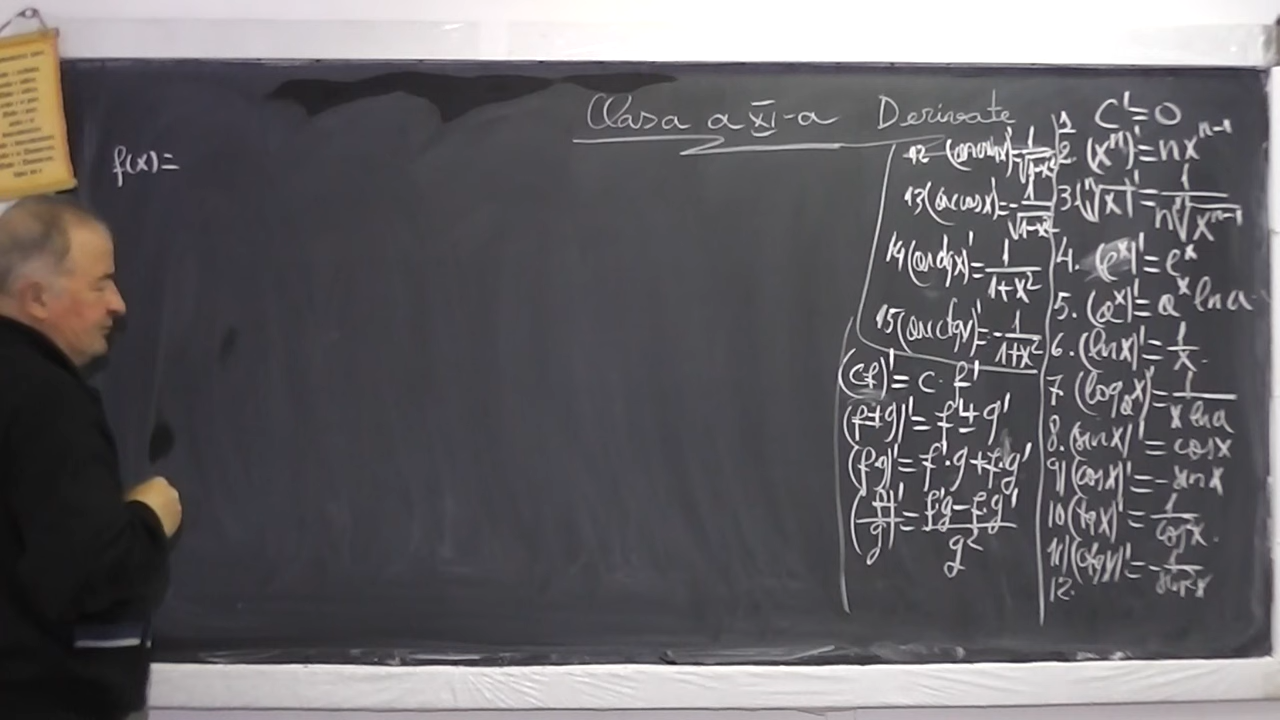 Clasa a XI-a Derivate
f(x)=
12 (arcsin x)' = 1/√(1-x²)
13 (arccos x)' = -1/√(1-x²)
14 (arctg x)' = 1/(1+x²)
15 (arcctg x)' = -1/(1+x²)
(cf)' = c · f'
(f±g)' = f' ± g'
(f·g)' = f'·g + f·g'
(f/g)' = (f'g - f·g')/g²
1 C' = 0
2. (xⁿ)' = nxⁿ⁻¹
3. (ⁿ√x)' = 1/(n ⁿ√xⁿ⁻¹)
4. (eˣ)' = eˣ
5. (aˣ)' = aˣ ln a
6. (ln x)' = 1/x
7. (logₐx)' = 1/(x ln a)
8. (sin x)' = cos x
9 (cos x)' = -sin x
10 (tg x)' = 1/cos²x
11) (ctg x)' = -1/sin²x
12.